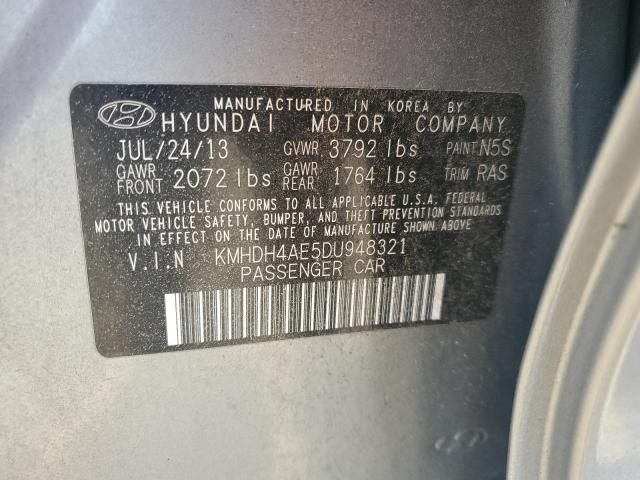 MANUFACTURED IN KOREA BY
HYUNDAI MOTOR COMPANY
JUL/24/13 GVWR 3792 lbs PAINT N5S
GAWR FRONT 2072 lbs GAWR REAR 1764 lbs TRIM RAS
THIS VEHICLE CONFORMS TO ALL APPLICABLE U.S.A. FEDERAL
MOTOR VEHICLE SAFETY, BUMPER, AND THEFT PREVENTION STANDARDS
IN EFFECT ON THE DATE OF MANUFACTURE SHOWN ABOVE
V.I.N KMHDH4AE5DU948321
PASSENGER CAR